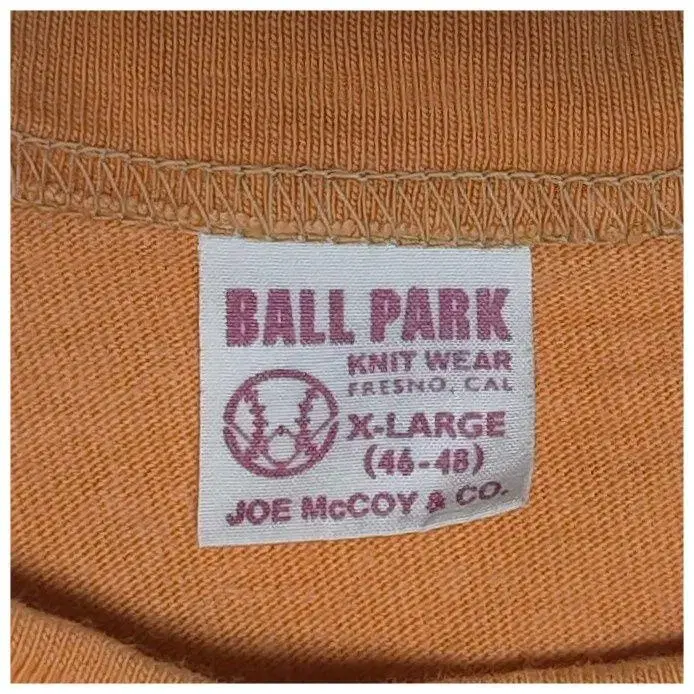 BALL PARK
KNIT WEAR
FRESNO, CAL
X-LARGE
(46-48)
JOE McCOY & CO.